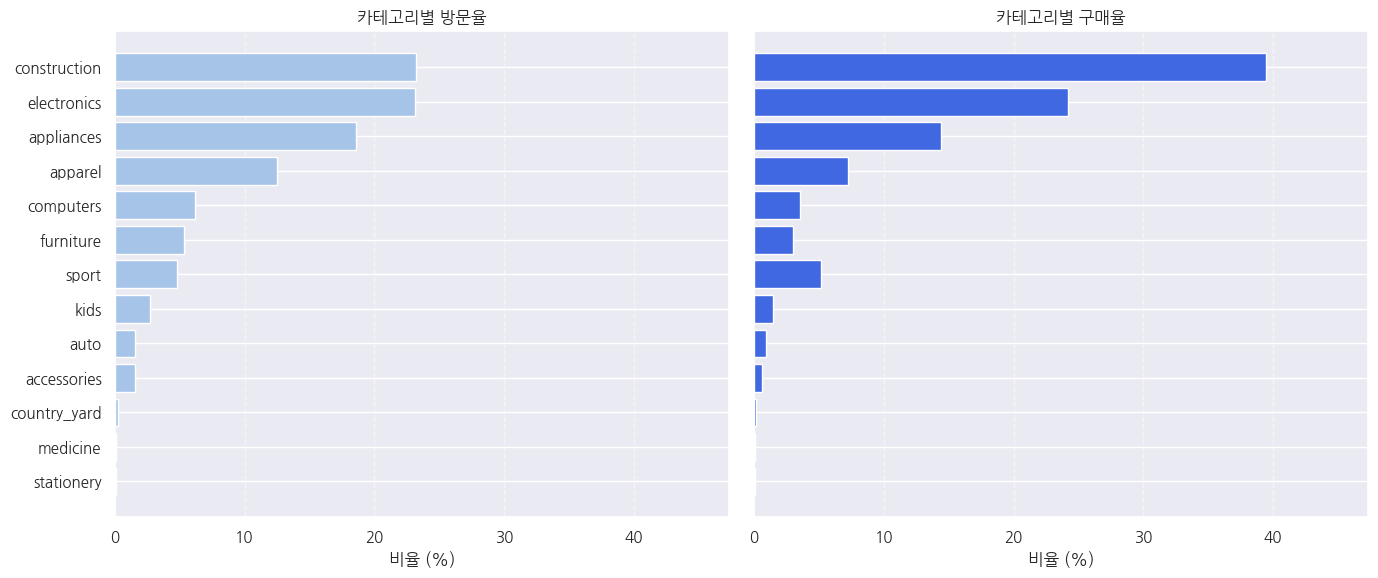 카테고리별 방문율
카테고리별 구매율
construction
electronics
appliances
apparel
computers
furniture
sport
kids
auto
accessories
country_yard
medicine
stationery
0 10 20 30 40
0 10 20 30 40
비율 (%)
비율 (%)